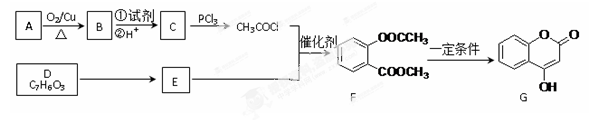 A O₂/Cu △ B ①试剂 ②H⁺ C PCl₃ CH₃COCl
催化剂
D C₇H₆O₃ E
OOCCH₃
COOCH₃
F
一定条件
O O
OH
G